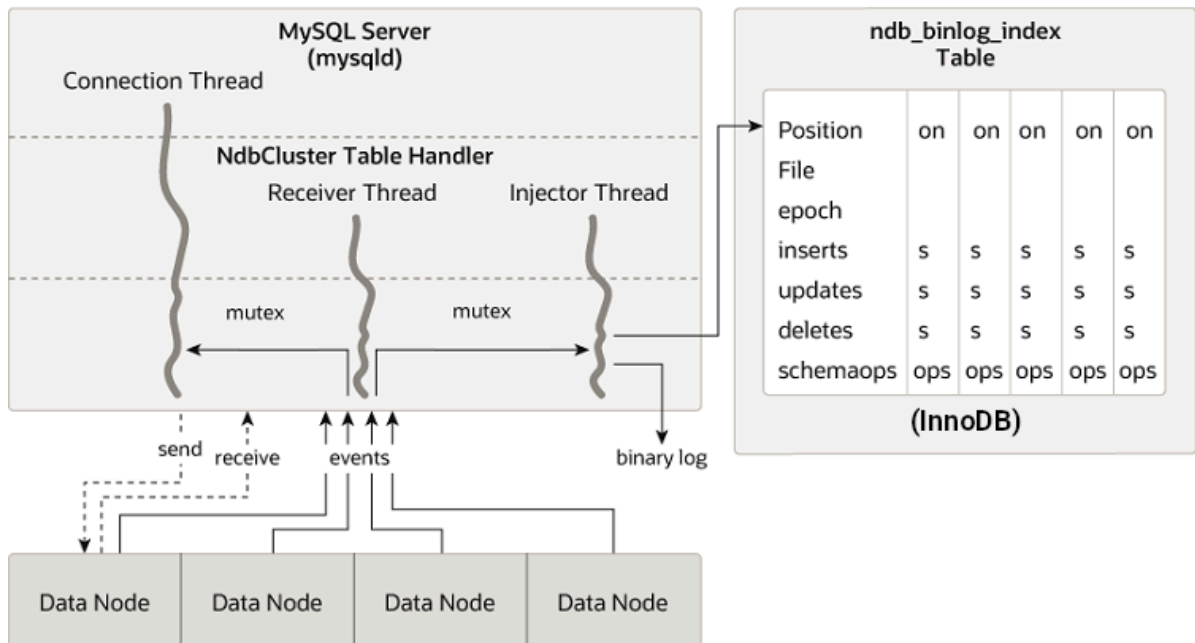 MySQL Server
(mysqld)
Connection Thread
NdbCluster Table Handler
Receiver Thread
Injector Thread
mutex
mutex
send
receive
events
binary log
Data Node
Data Node
Data Node
Data Node
ndb_binlog_index
Table
Position on on on on on
File
epoch
inserts s s s s s
updates s s s s s
deletes s s s s s
schemaops ops ops ops ops ops
(InnoDB)